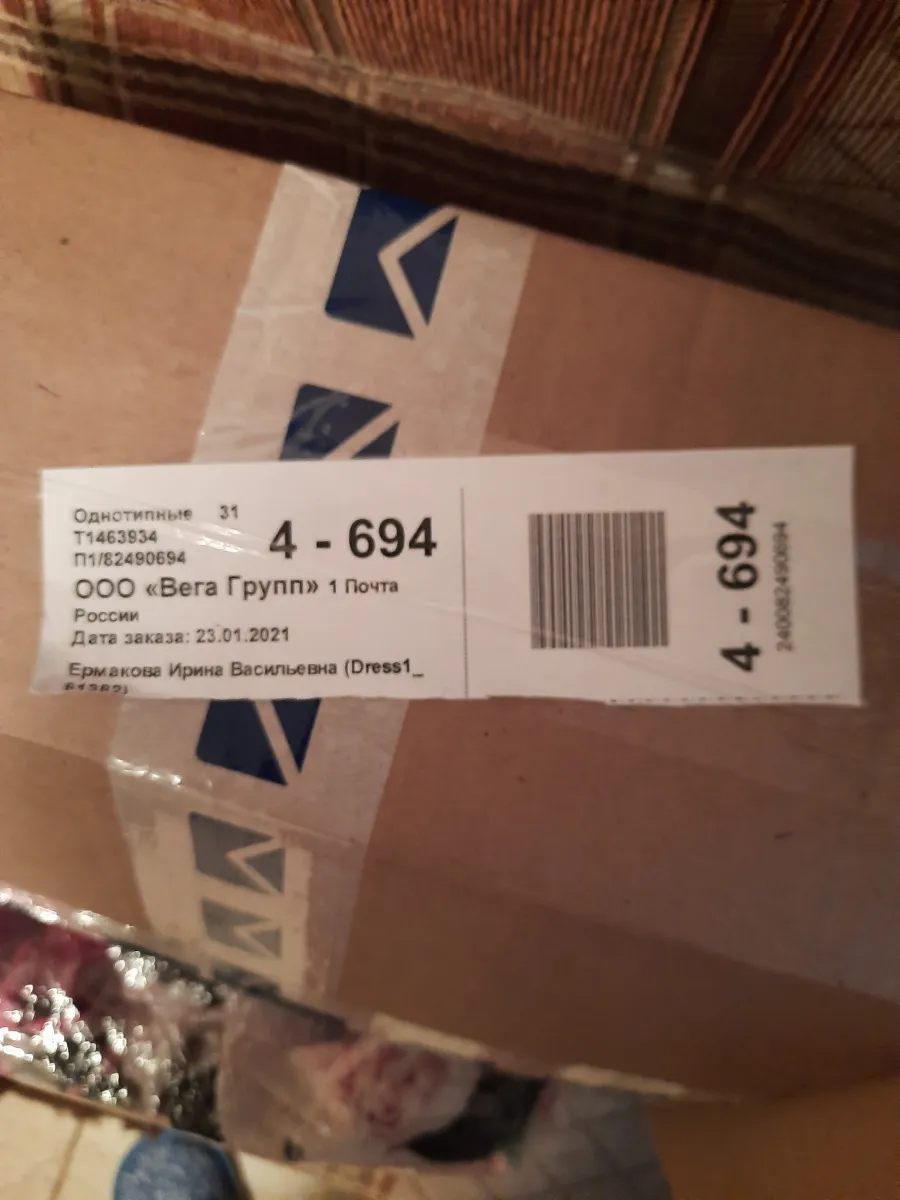 Однотипные 31
Т1463934
4 - 694
П1/82490694
ООО «Вега Групп» 1 Почта
России
Дата заказа: 23.01.2021
Ермакова Ирина Васильевна (Dress1_
4 - 694
240082490694